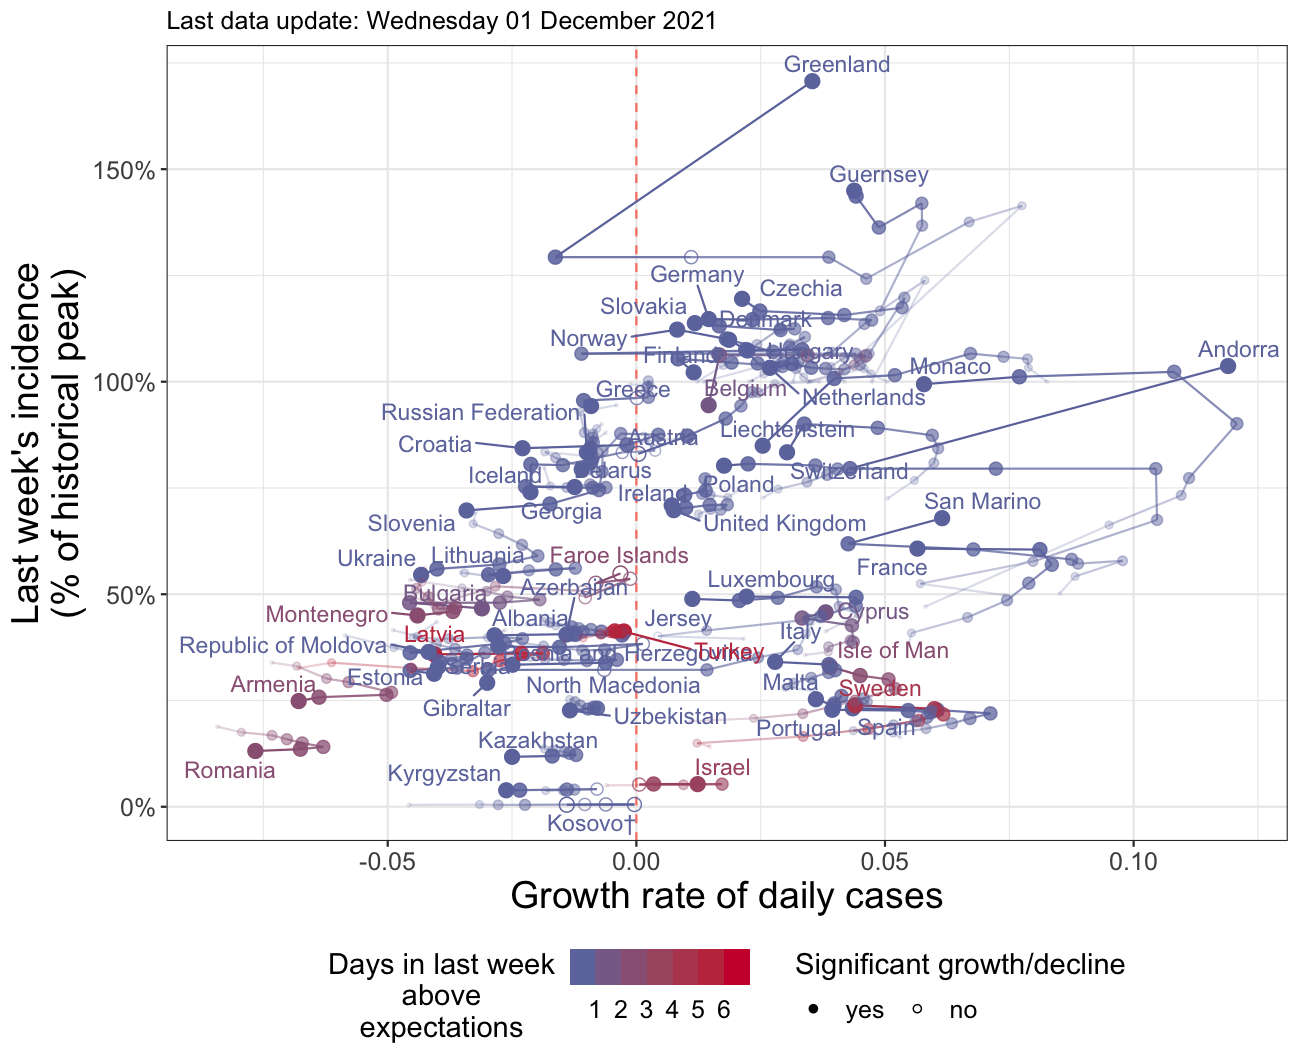 Last data update: Wednesday 01 December 2021
Last week's incidence
(% of historical peak)
150%
100%
50%
0%
Greenland
Guernsey
Germany
Czechia
Slovakia
Denmark
Norway
Finland
Hungary
Monaco
Andorra
Greece
Belgium
Netherlands
Russian Federation
Croatia
Austria
Liechtenstein
Iceland
Belarus
Switzerland
Ireland
Poland
Georgia
San Marino
Slovenia
United Kingdom
Ukraine
Lithuania
Faroe Islands
France
Bulgaria
Azerbaijan
Luxembourg
Montenegro
Albania
Jersey
Cyprus
Latvia
Italy
Republic of Moldova
Herzegovina
Turkey
Isle of Man
Serbia
Estonia
Armenia
North Macedonia
Malta
Sweden
Gibraltar
Uzbekistan
Portugal
Spain
Kazakhstan
Romania
Kyrgyzstan
Israel
Kosovo†
-0.05
0.00
0.05
0.10
Growth rate of daily cases
Days in last week
above
expectations
1 2 3 4 5 6
Significant growth/decline
yes
no